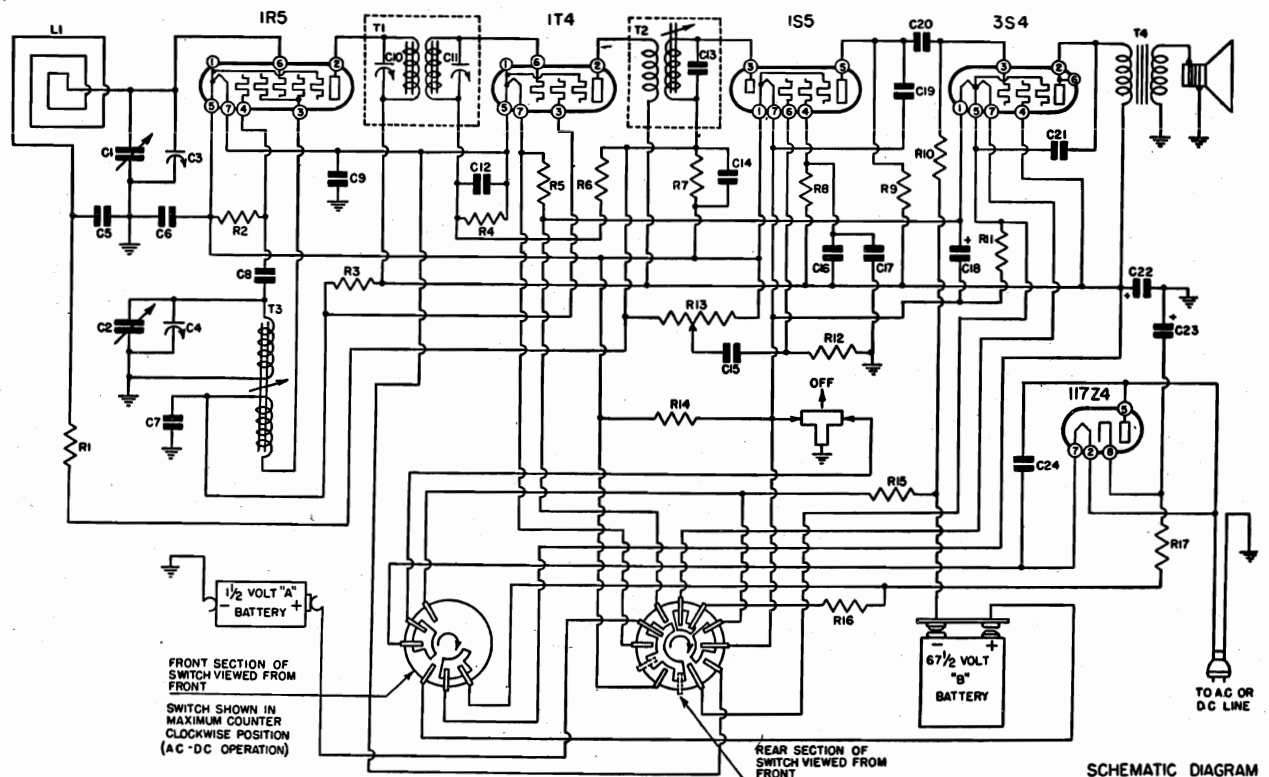 1R5
1T4
1S5
3S4
L1
T1
C10
C11
T2
C13
C20
C19
T4
C1
C3
C9
C12
R5
R6
R7
C14
R8
R9
R10
C21
C5
C6
R2
R4
C16
C17
C18
R11
C8
R3
C22
C2
C4
T3
R13
C15
R12
C23
OFF
117Z4
C7
R1
R14
C24
R15
R17
R16
1½ VOLT "A"
- BATTERY +
- +
67½ VOLT
"B"
BATTERY
TO A.C. OR
D.C. LINE
FRONT SECTION OF
SWITCH VIEWED FROM
FRONT
SWITCH SHOWN IN
MAXIMUM COUNTER
CLOCKWISE POSITION
(AC-DC OPERATION)
REAR SECTION OF
SWITCH VIEWED FROM
FRONT
SCHEMATIC DIAGRAM